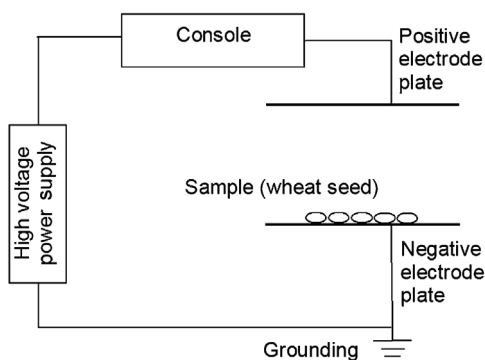 Console
Positive
electrode
plate
High voltage
power supply
Sample (wheat seed)
Negative
electrode
plate
Grounding